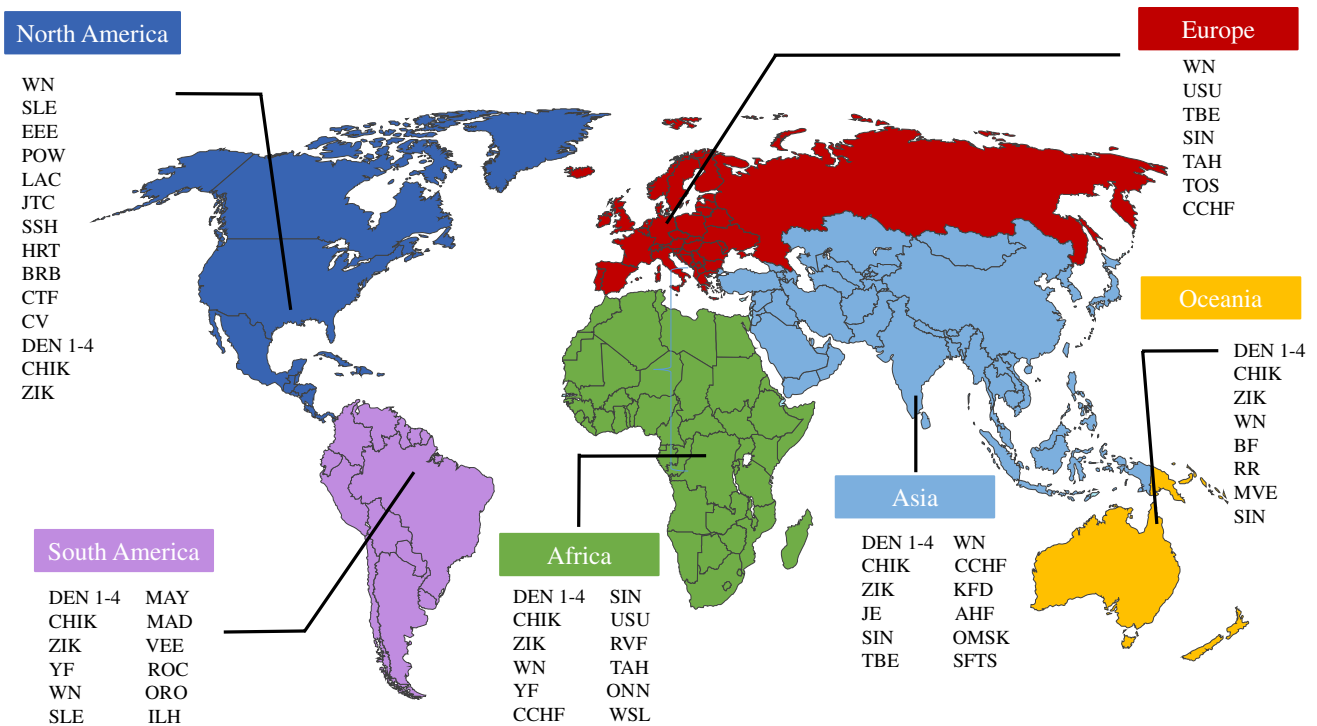 North America
WN
SLE
EEE
POW
LAC
JTC
SSH
HRT
BRB
CTF
CV
DEN 1-4
CHIK
ZIK
Europe
WN
USU
TBE
SIN
TAH
TOS
CCHF
Oceania
DEN 1-4
CHIK
ZIK
WN
BF
RR
MVE
SIN
South America
DEN 1-4 MAY
CHIK MAD
ZIK VEE
YF ROC
WN ORO
SLE ILH
Africa
DEN 1-4 SIN
CHIK USU
ZIK RVF
WN TAH
YF ONN
CCHF WSL
Asia
DEN 1-4 WN
CHIK CCHF
ZIK KFD
JE AHF
SIN OMSK
TBE SFTS